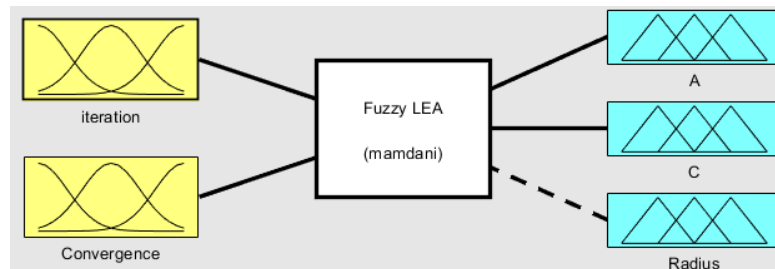 iteration
Convergence
Fuzzy LEA
(mamdani)
A
C
Radius